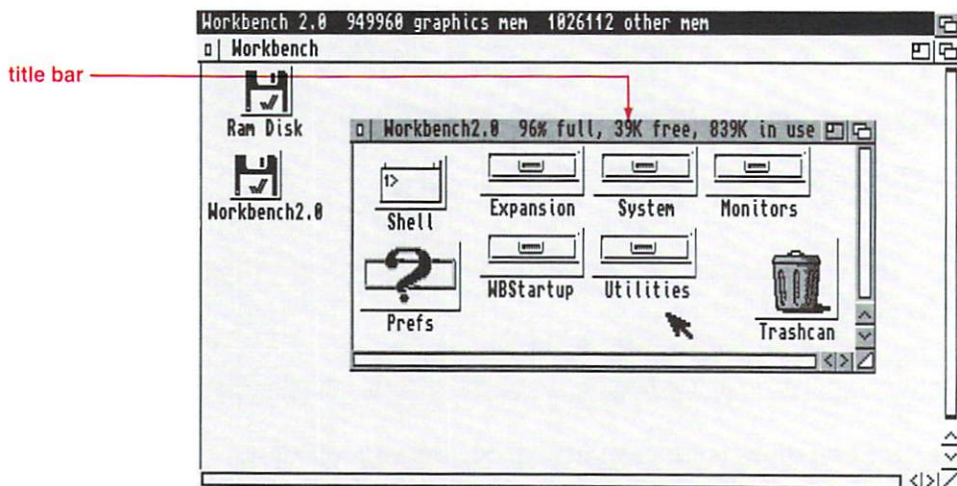 Workbench 2.0 949960 graphics mem 1026112 other mem
Workbench
title bar
Ram Disk
Workbench2.0 96% full, 39K free, 839K in use
1>
Shell
Expansion
System
Monitors
Workbench2.0
Prefs
WBStartup
Utilities
Trashcan